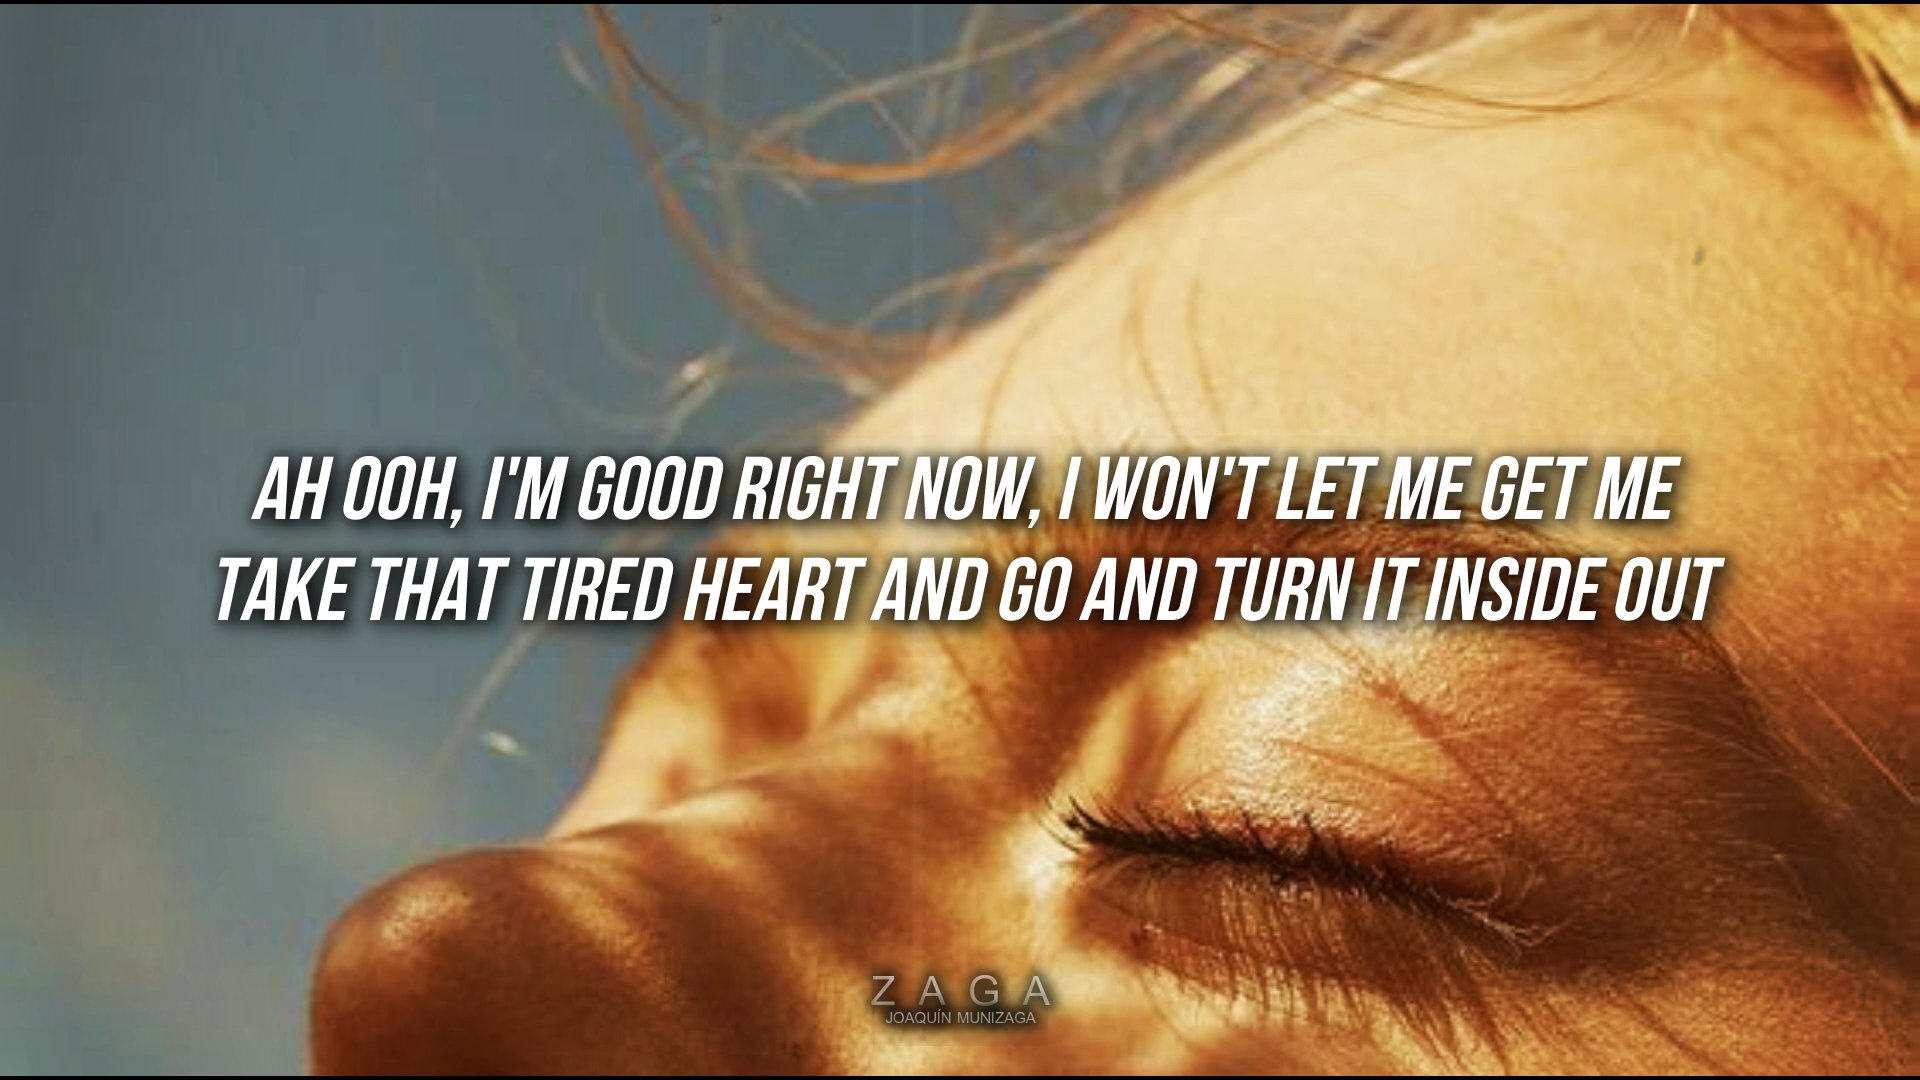 AH OOH, I'M GOOD RIGHT NOW, I WON'T LET ME GET ME
TAKE THAT TIRED HEART AND GO AND TURN IT INSIDE OUT
ZAGA
JOAQUÍN MUNIZAGA